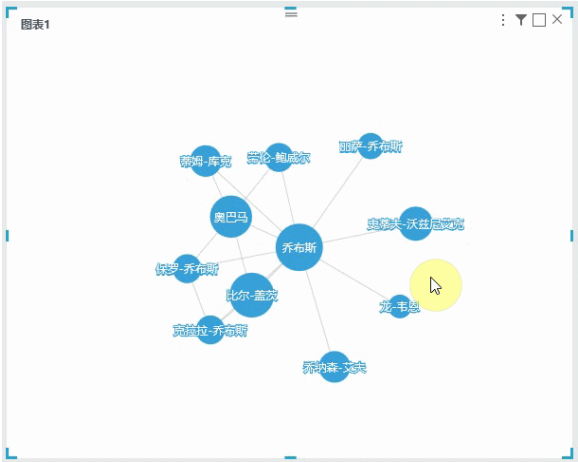 图表1
丽萨-乔布斯
蒂姆-库克
劳伦-鲍威尔
奥巴马
史蒂夫-沃兹尼艾克
乔布斯
保罗-乔布斯
比尔-盖茨
龙-韦恩
克拉拉-乔布斯
乔纳森-艾夫